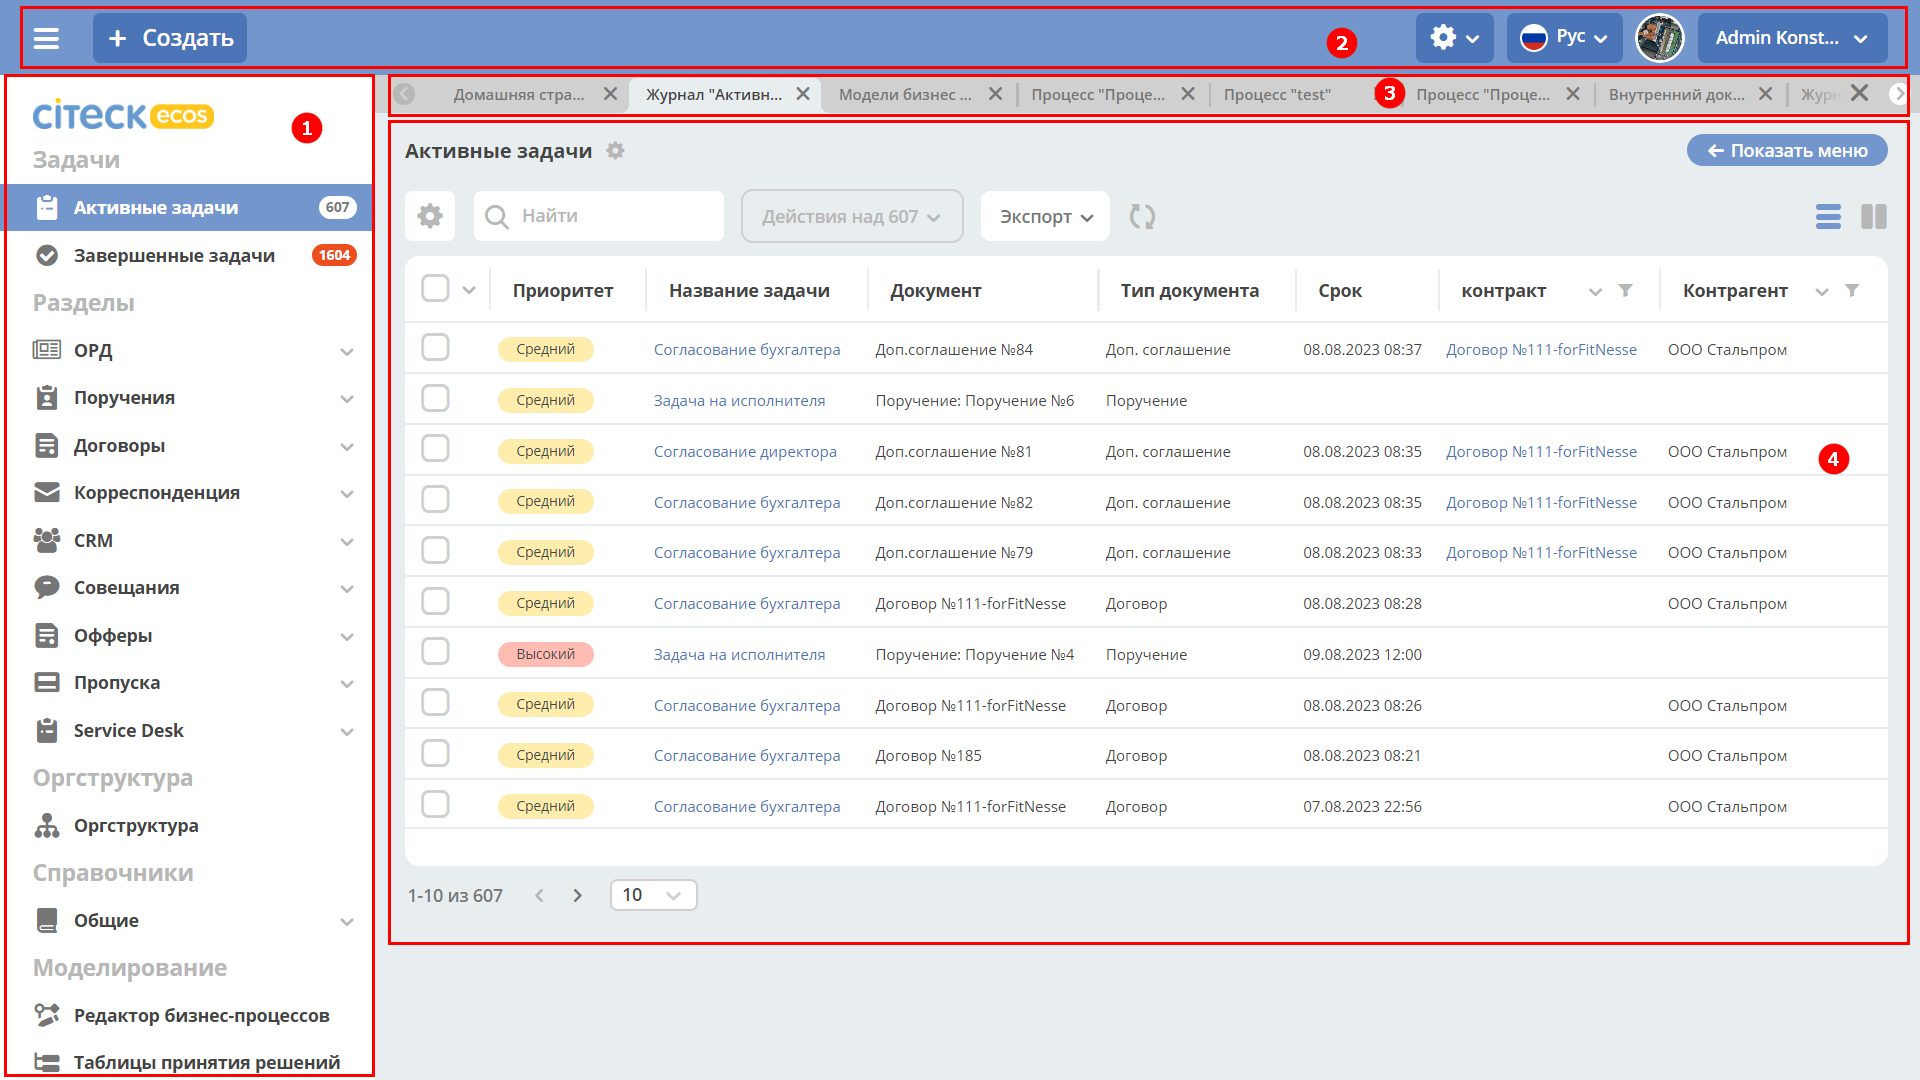 Создать
2
Рус
Admin Konst...
citeck ecos
1
Задачи
Активные задачи 607
Завершенные задачи 1604
Разделы
ОРД
Поручения
Договоры
Корреспонденция
CRM
Совещания
Офферы
Пропуска
Service Desk
Оргструктура
Оргструктура
Справочники
Общие
Моделирование
Редактор бизнес-процессов
Таблицы принятия решений
Домашняя стра... Журнал "Активн... Модели бизнес ... Процесс "Проце... Процесс "test" 3 Процесс "Проце... Внутренний док... Журн
Активные задачи
Показать меню
Найти
Действия над 607
Экспорт
Приоритет Название задачи Документ Тип документа Срок контракт Контрагент
Средний Согласование бухгалтера Доп.соглашение №84 Доп. соглашение 08.08.2023 08:37 Договор №111-forFitNesse ООО Стальпром
Средний Задача на исполнителя Поручение: Поручение №6 Поручение
Средний Согласование директора Доп.соглашение №81 Доп. соглашение 08.08.2023 08:35 Договор №111-forFitNesse ООО Стальпром
4
Средний Согласование бухгалтера Доп.соглашение №82 Доп. соглашение 08.08.2023 08:35 Договор №111-forFitNesse ООО Стальпром
Средний Согласование бухгалтера Доп.соглашение №79 Доп. соглашение 08.08.2023 08:33 Договор №111-forFitNesse ООО Стальпром
Средний Согласование бухгалтера Договор №111-forFitNesse Договор 08.08.2023 08:28 ООО Стальпром
Высокий Задача на исполнителя Поручение: Поручение №4 Поручение 09.08.2023 12:00
Средний Согласование бухгалтера Договор №111-forFitNesse Договор 08.08.2023 08:26 ООО Стальпром
Средний Согласование бухгалтера Договор №185 Договор 08.08.2023 08:21 ООО Стальпром
Средний Согласование бухгалтера Договор №111-forFitNesse Договор 07.08.2023 22:56 ООО Стальпром
1-10 из 607
10